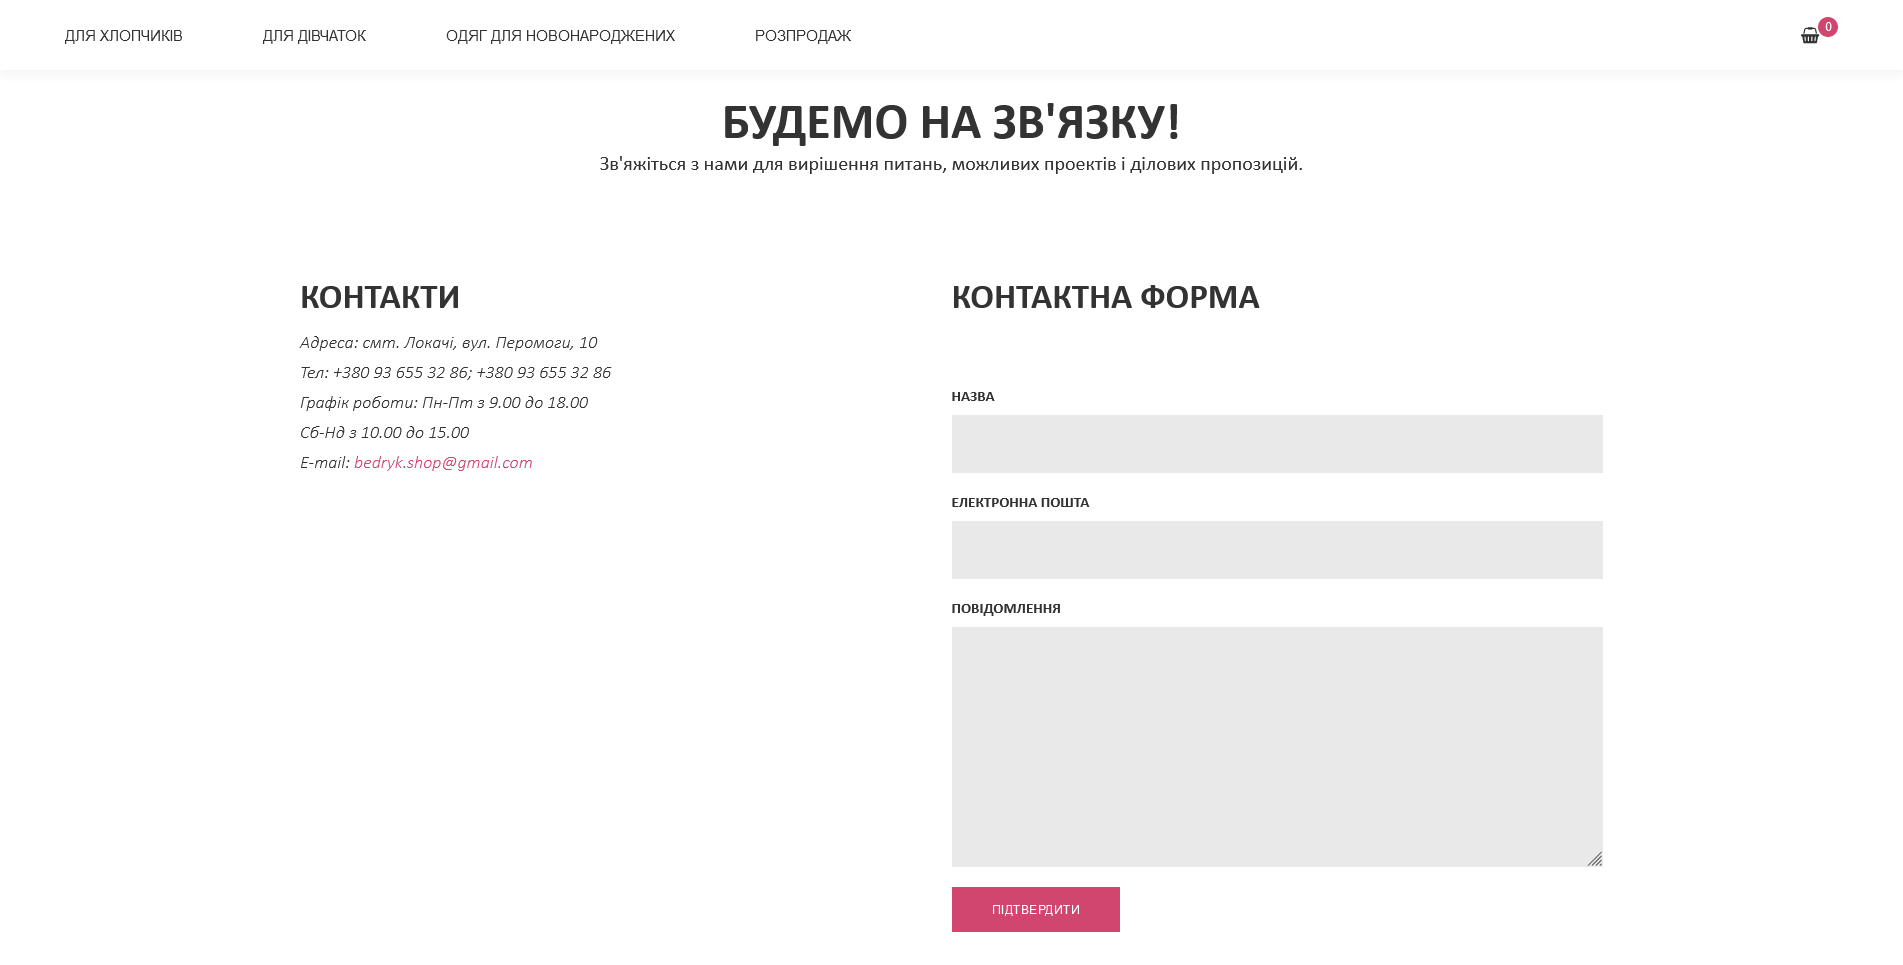 ДЛЯ ХЛОПЧИКІВ ДЛЯ ДІВЧАТОК ОДЯГ ДЛЯ НОВОНАРОДЖЕНИХ РОЗПРОДАЖ 0
БУДЕМО НА ЗВ'ЯЗКУ!
Зв'яжіться з нами для вирішення питань, можливих проектів і ділових пропозицій.
КОНТАКТИ
Адреса: смт. Локачі, вул. Перомоги, 10
Тел: +380 93 655 32 86; +380 93 655 32 86
Графік роботи: Пн-Пт з 9.00 до 18.00
Сб-Нд з 10.00 до 15.00
E-mail: bedryk.shop@gmail.com
КОНТАКТНА ФОРМА
НАЗВА
ЕЛЕКТРОННА ПОШТА
ПОВІДОМЛЕННЯ
ПІДТВЕРДИТИ